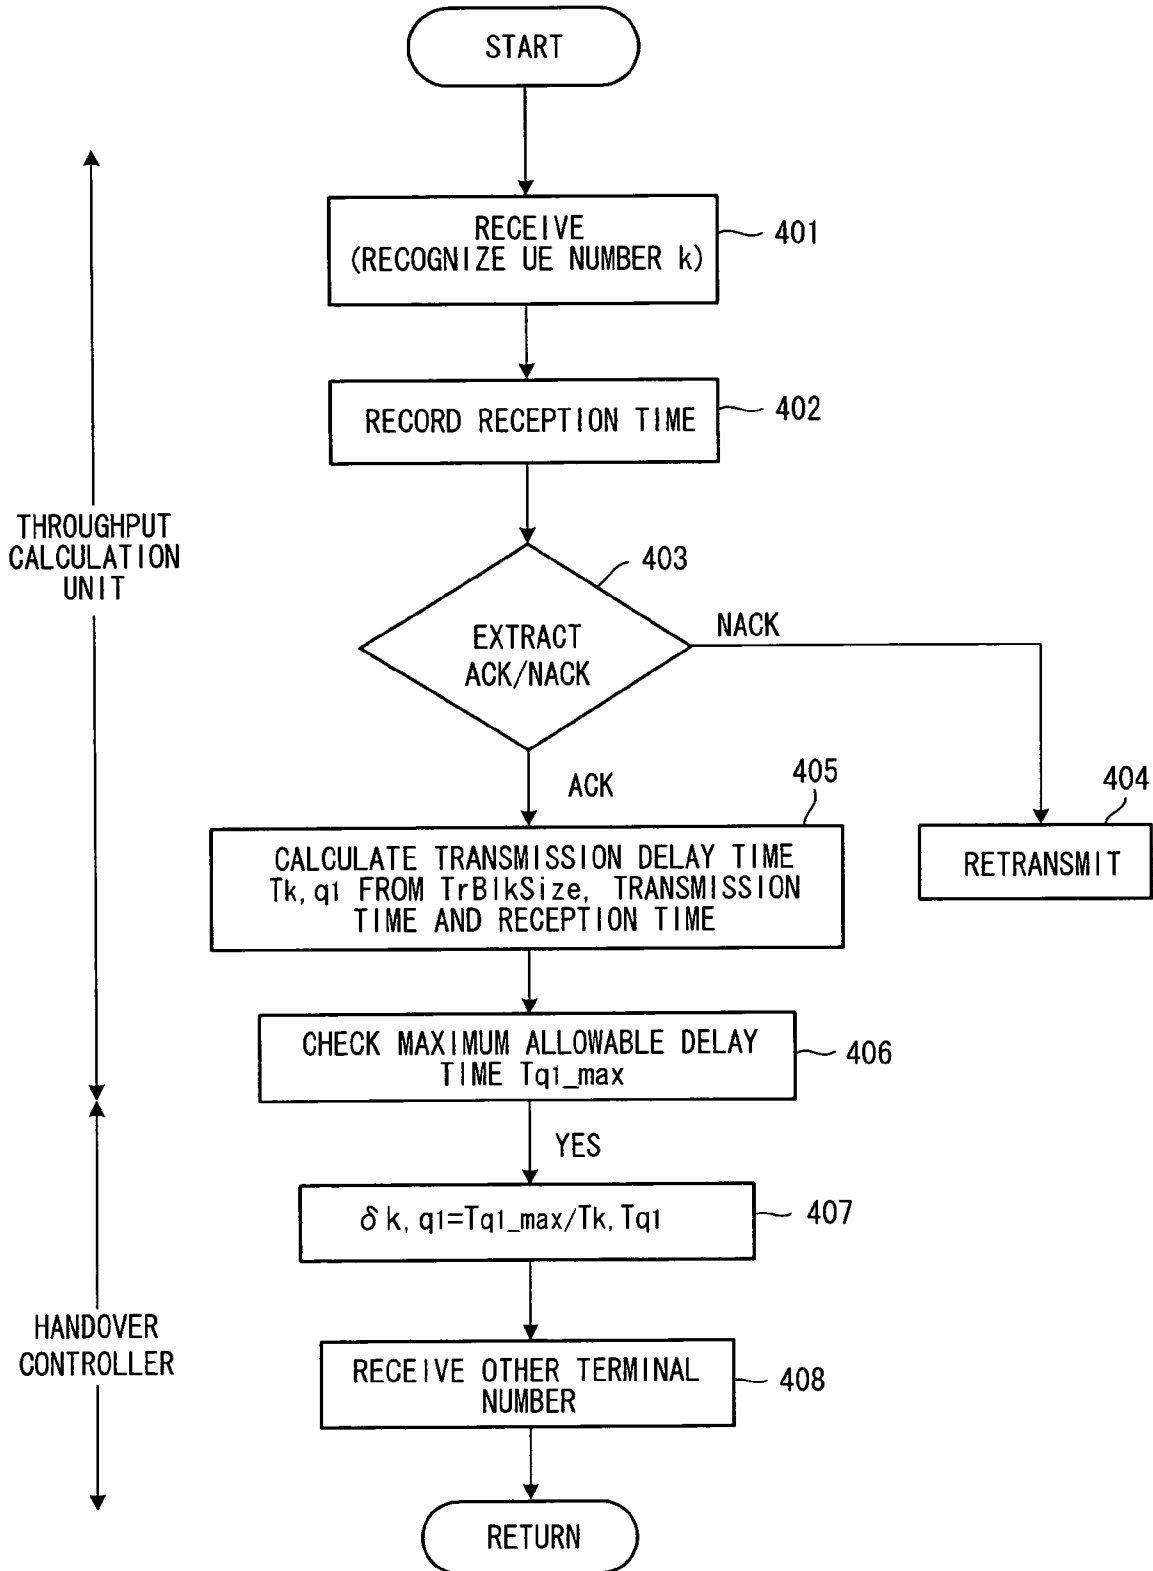 START
RECEIVE
(RECOGNIZE UE NUMBER k)
401
RECORD RECEPTION TIME
402
THROUGHPUT
CALCULATION
UNIT
403
EXTRACT
ACK/NACK
NACK
ACK
405
404
CALCULATE TRANSMISSION DELAY TIME
Tk, q1 FROM TrBlkSize, TRANSMISSION
TIME AND RECEPTION TIME
RETRANSMIT
CHECK MAXIMUM ALLOWABLE DELAY
TIME Tq1_max
406
YES
δk, q1=Tq1_max/Tk, Tq1
407
HANDOVER
CONTROLLER
RECEIVE OTHER TERMINAL
NUMBER
408
RETURN